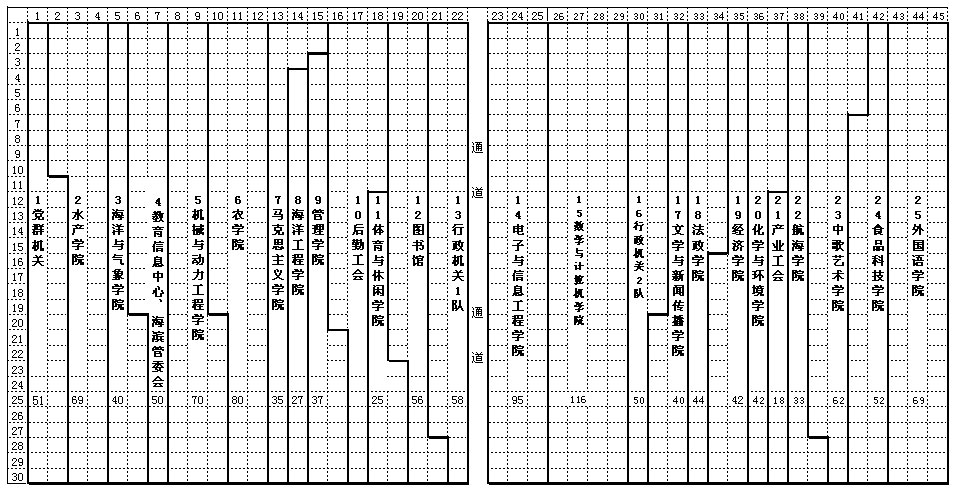 1 2 3 4 5 6 7 8 9 10 11 12 13 14 15 16 17 18 19 20 21 22 23 24 25 26 27 28 29 30 31 32 33 34 35 36 37 38 39 40 41 42 43 44 45
1
2
3
4
5
6
7
8
9
10
11
12
13
14
15
16
17
18
19
20
21
22
23
24
25
26
27
28
29
30
1党群机关
2水产学院
3海洋与气象学院
4教育信息中心、海滨管委会
5机械与动力工程学院
6农学院
7马克思主义学院
8海洋工程学院
9管理学院
10后勤工会
11体育与休闲学院
12图书馆
13行政机关1队
通道
通道
14电子与信息工程学院
15数学与计算机学院
16行政机关2队
17文学与新闻传播学院
18法政学院
19经济学院
20化学与环境学院
21产业工会
22航海学院
23中歌艺术学院
24食品科技学院
25外国语学院
51 69 40 50 70 80 35 27 37 25 56 58 95 116 50 40 44 42 42 18 33 62 52 69